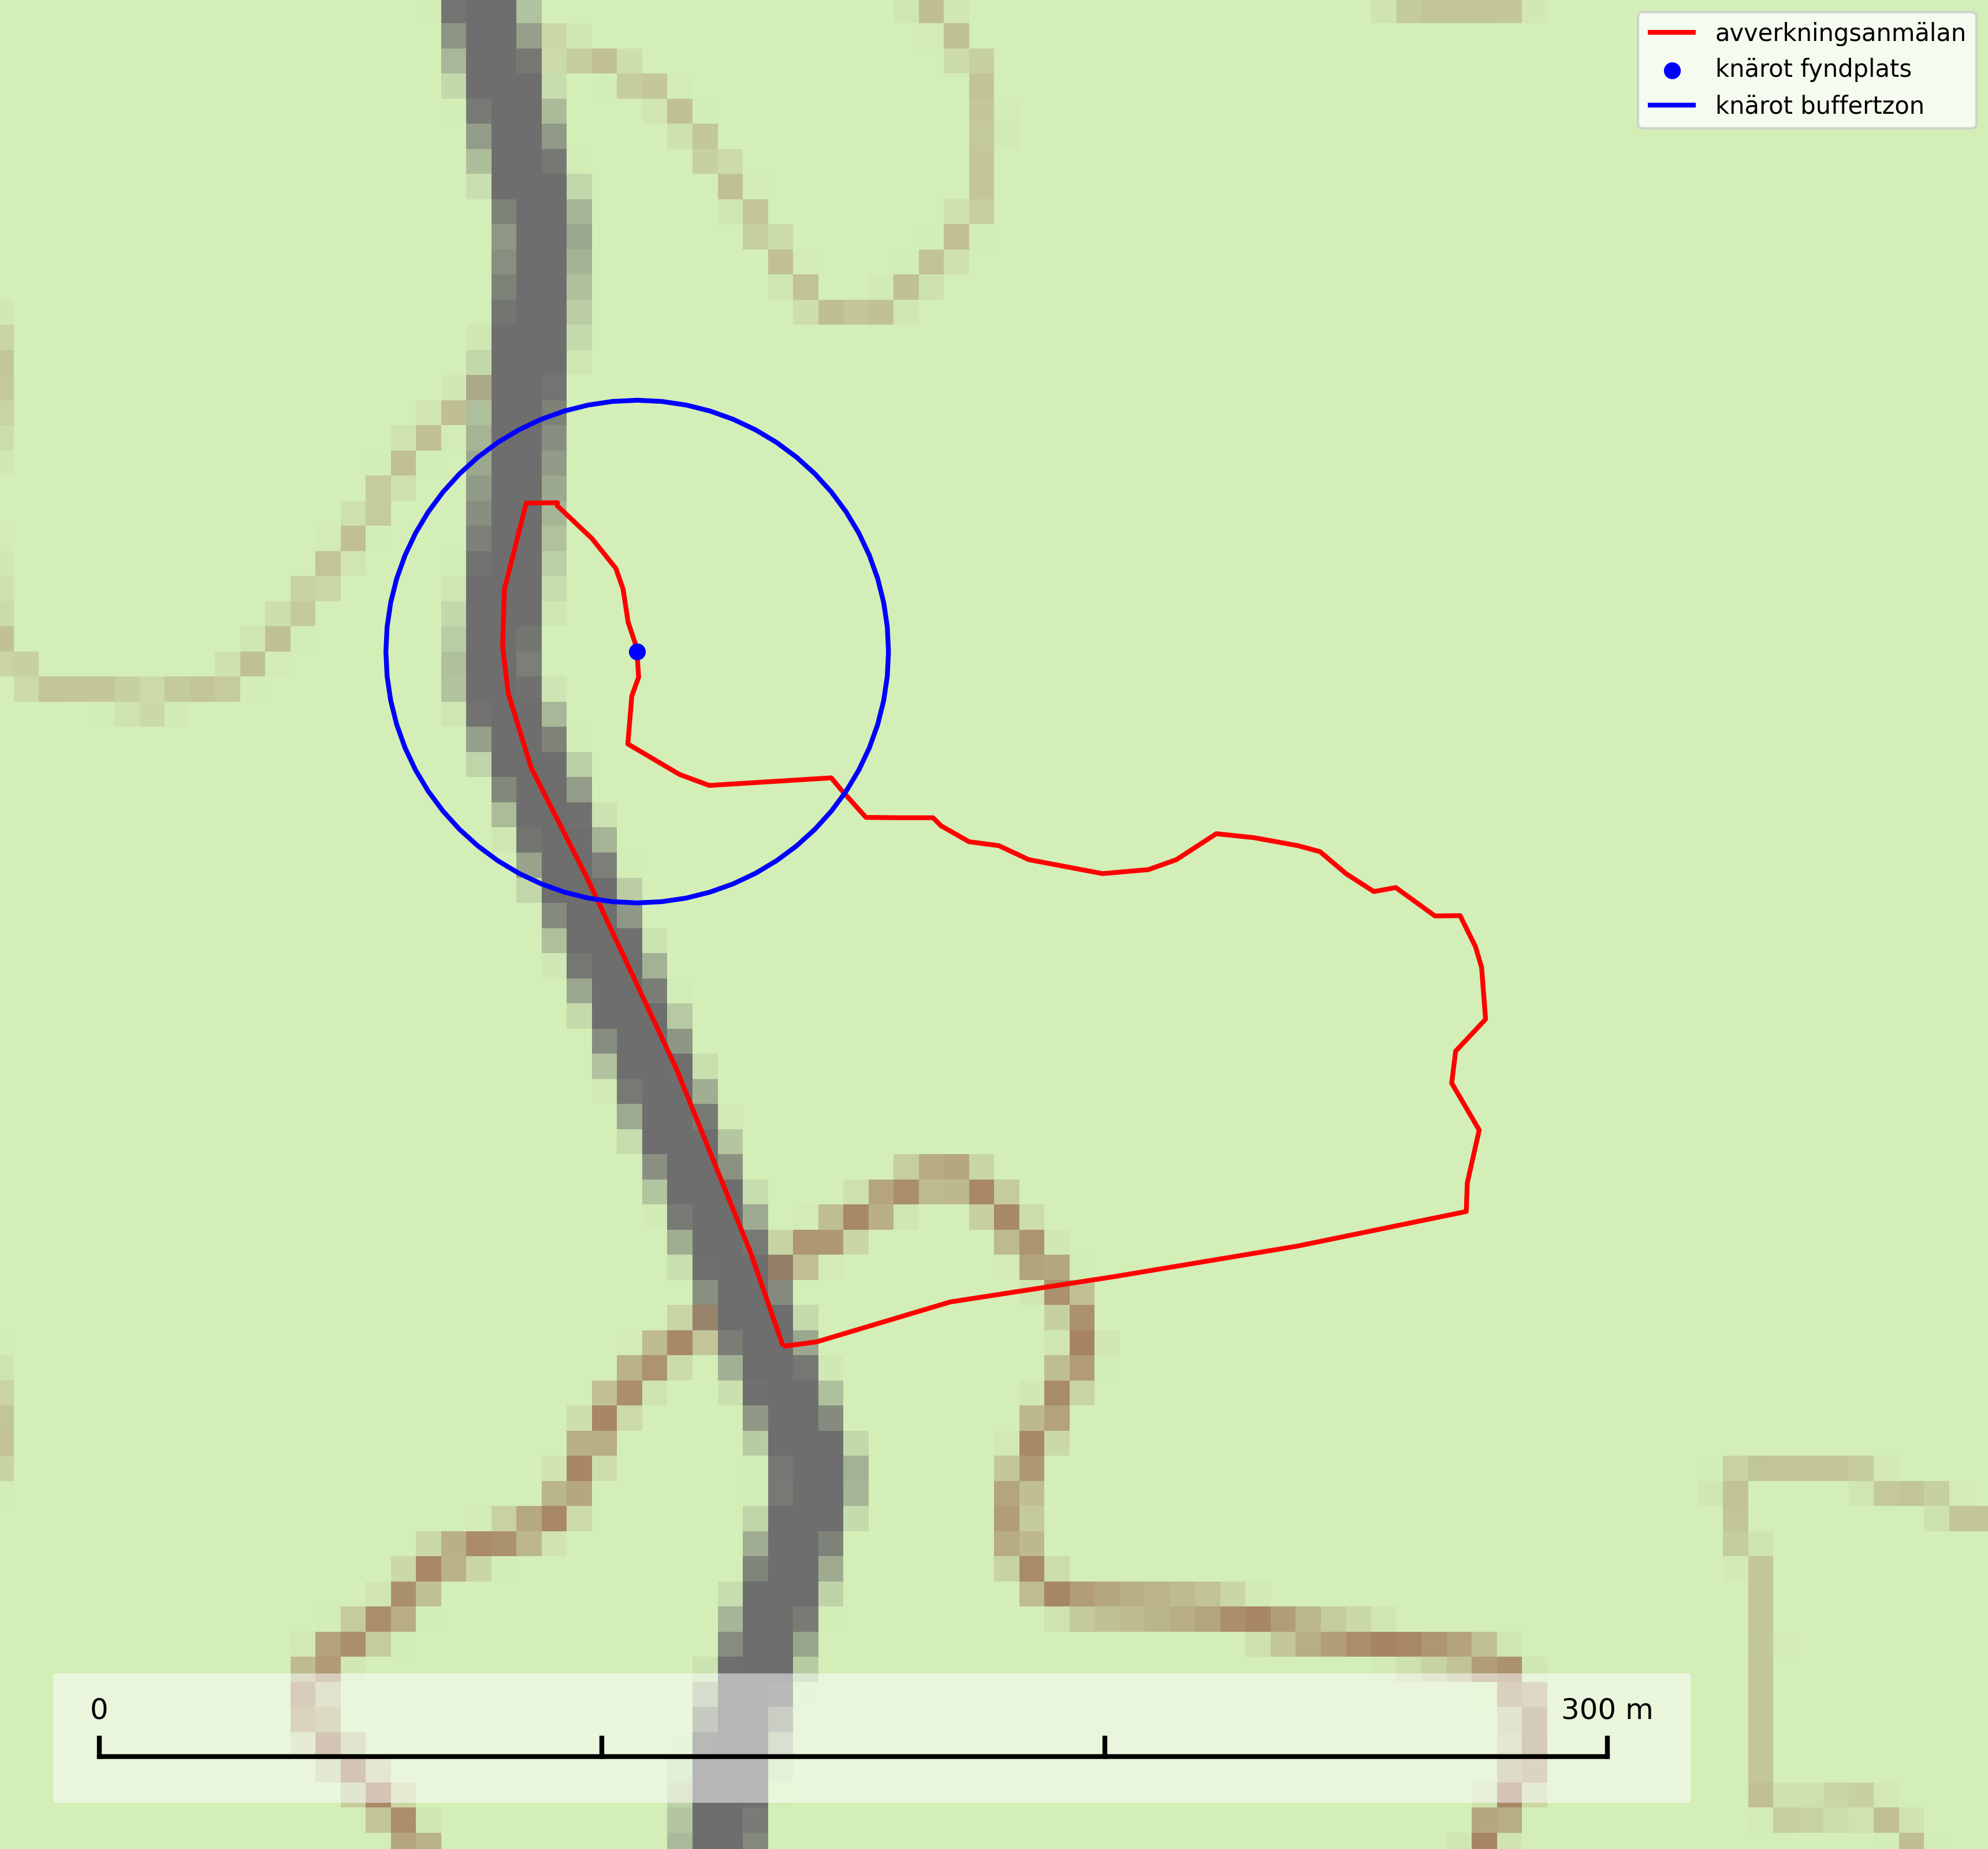 avverkningsanmälan
knärot fyndplats
knärot buffertzon
0
300 m